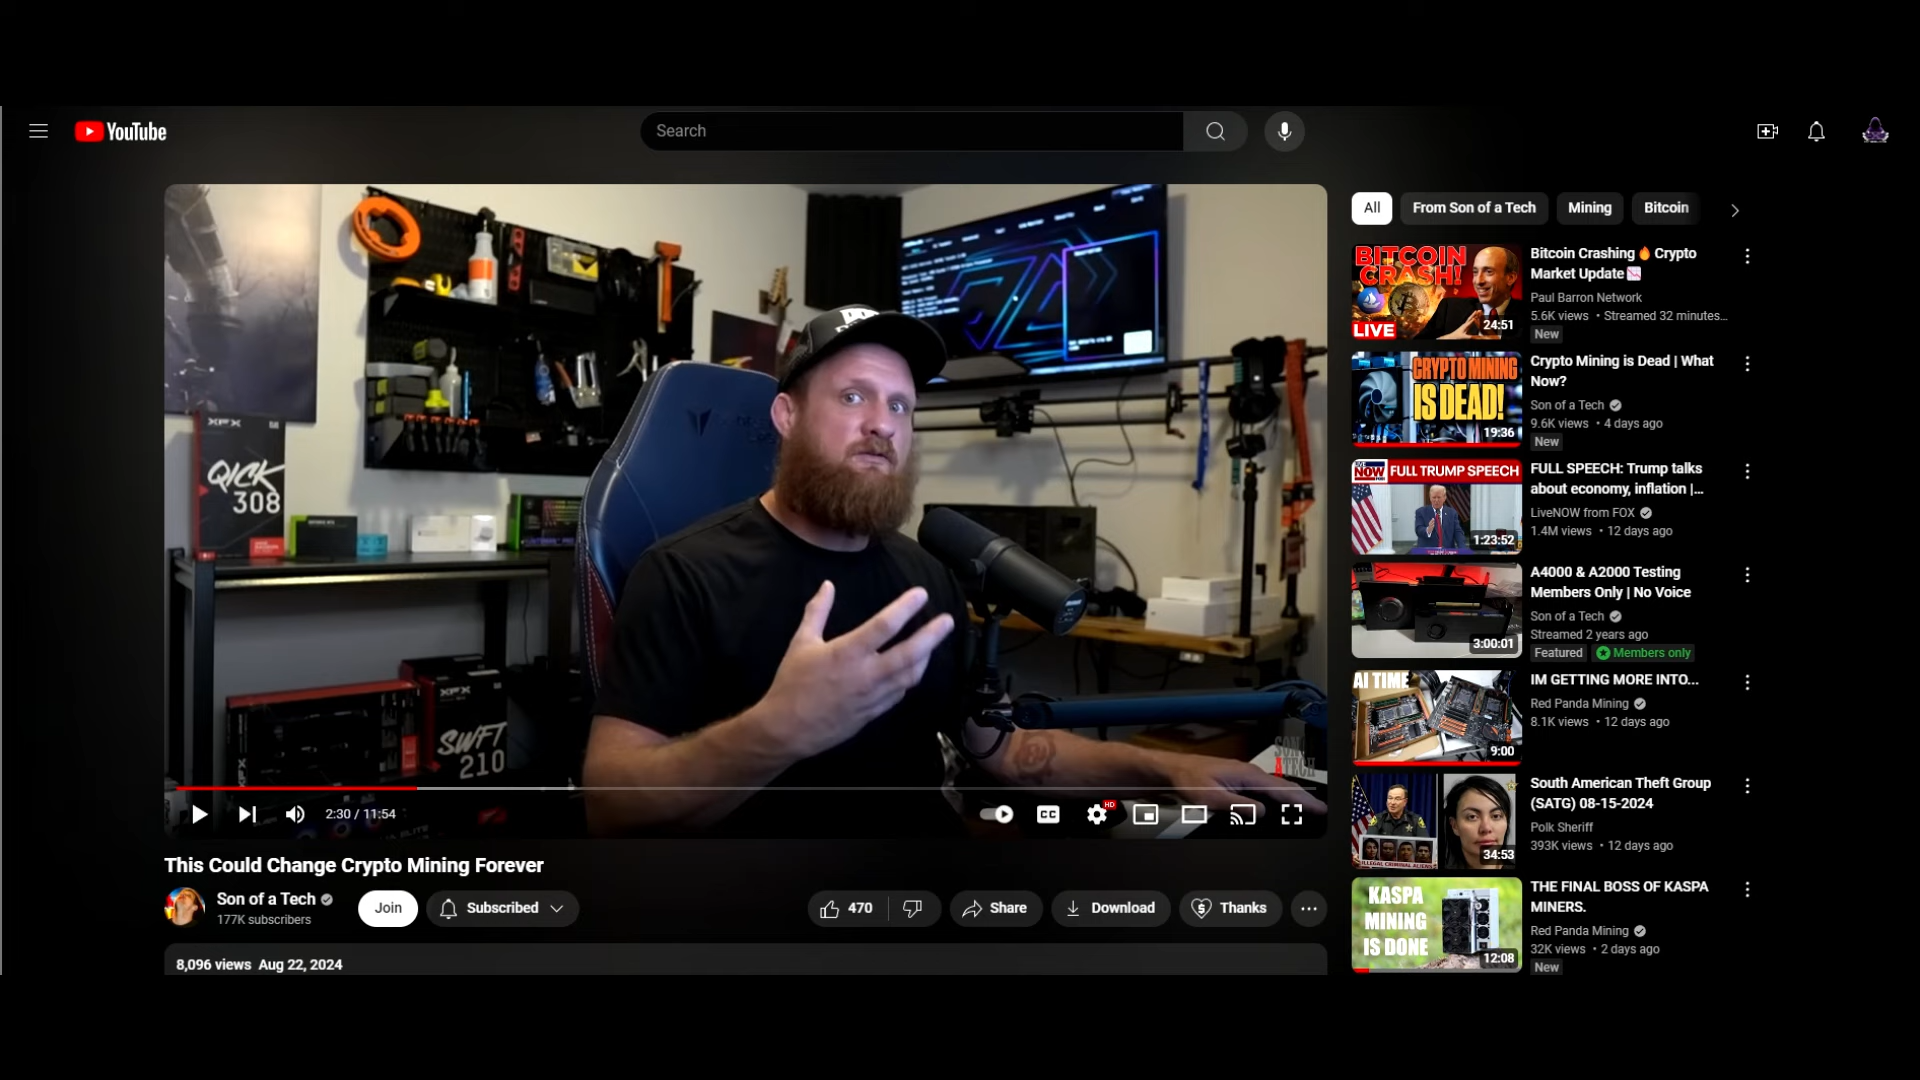 YouTube
Search
XFX
QICK
308
XFX
SWFT
210
SON
ATECH
2:30 / 11:54
CC
HD
This Could Change Crypto Mining Forever
Son of a Tech
177K subscribers
Join
Subscribed
470
Share
Download
Thanks
8,096 views Aug 22, 2024
All
From Son of a Tech
Mining
Bitcoin
BITCOIN
CRASH!
LIVE
24:51
Bitcoin Crashing🔥Crypto
Market Update📉
Paul Barron Network
5.6K views • Streamed 32 minutes...
New
CRYPTO MINING
IS DEAD!
19:36
Crypto Mining is Dead | What
Now?
Son of a Tech
9.6K views • 4 days ago
New
NOW
FULL TRUMP SPEECH
1:23:52
FULL SPEECH: Trump talks
about economy, inflation |...
LiveNOW from FOX
1.4M views • 12 days ago
3:00:01
A4000 & A2000 Testing
Members Only | No Voice
Son of a Tech
Streamed 2 years ago
Featured
Members only
AI TIME
9:00
IM GETTING MORE INTO...
Red Panda Mining
8.1K views • 12 days ago
ILLEGAL CRIMINAL ALIENS
34:53
South American Theft Group
(SATG) 08-15-2024
Polk Sheriff
393K views • 12 days ago
KASPA
MINING
IS DONE
12:08
THE FINAL BOSS OF KASPA
MINERS.
Red Panda Mining
32K views • 2 days ago
New